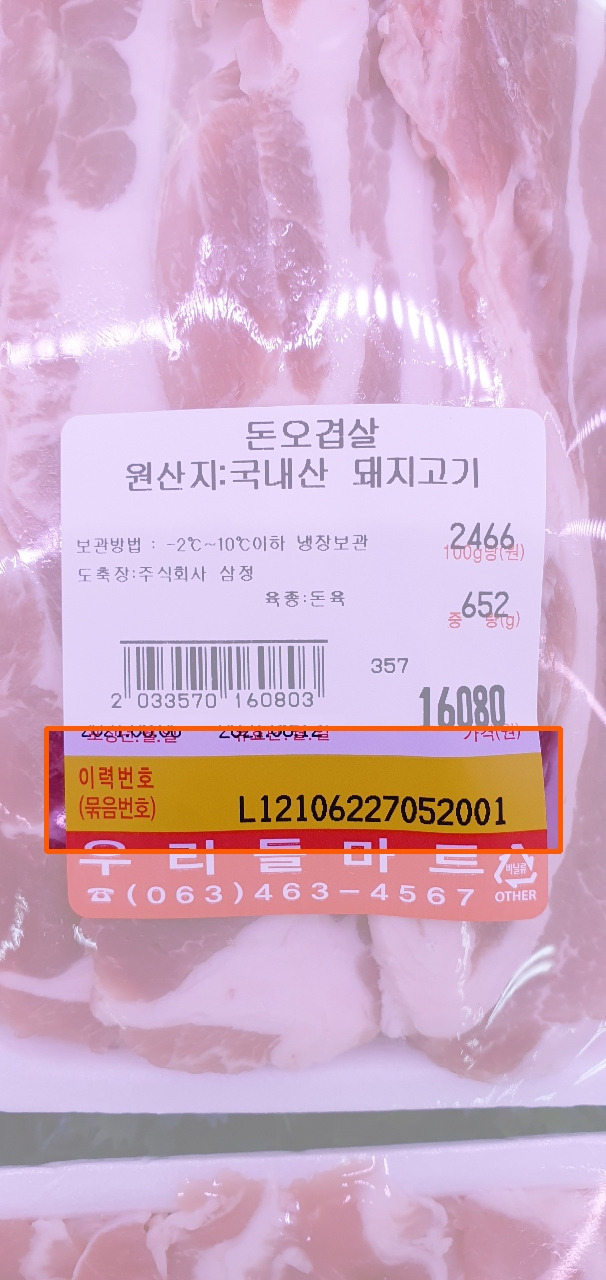 돈오겹살
원산지:국내산 돼지고기
보관방법 : -2℃~10℃이하 냉장보관
2466
100g당(원)
도축장:주식회사 삼정
육종:돈육
652
중 량(g)
357
2 033570 160803
16080
가격(원)
이력번호
(묶음번호)
L12106227052001
우리들마트
☎(063)463-4567
비닐류
OTHER